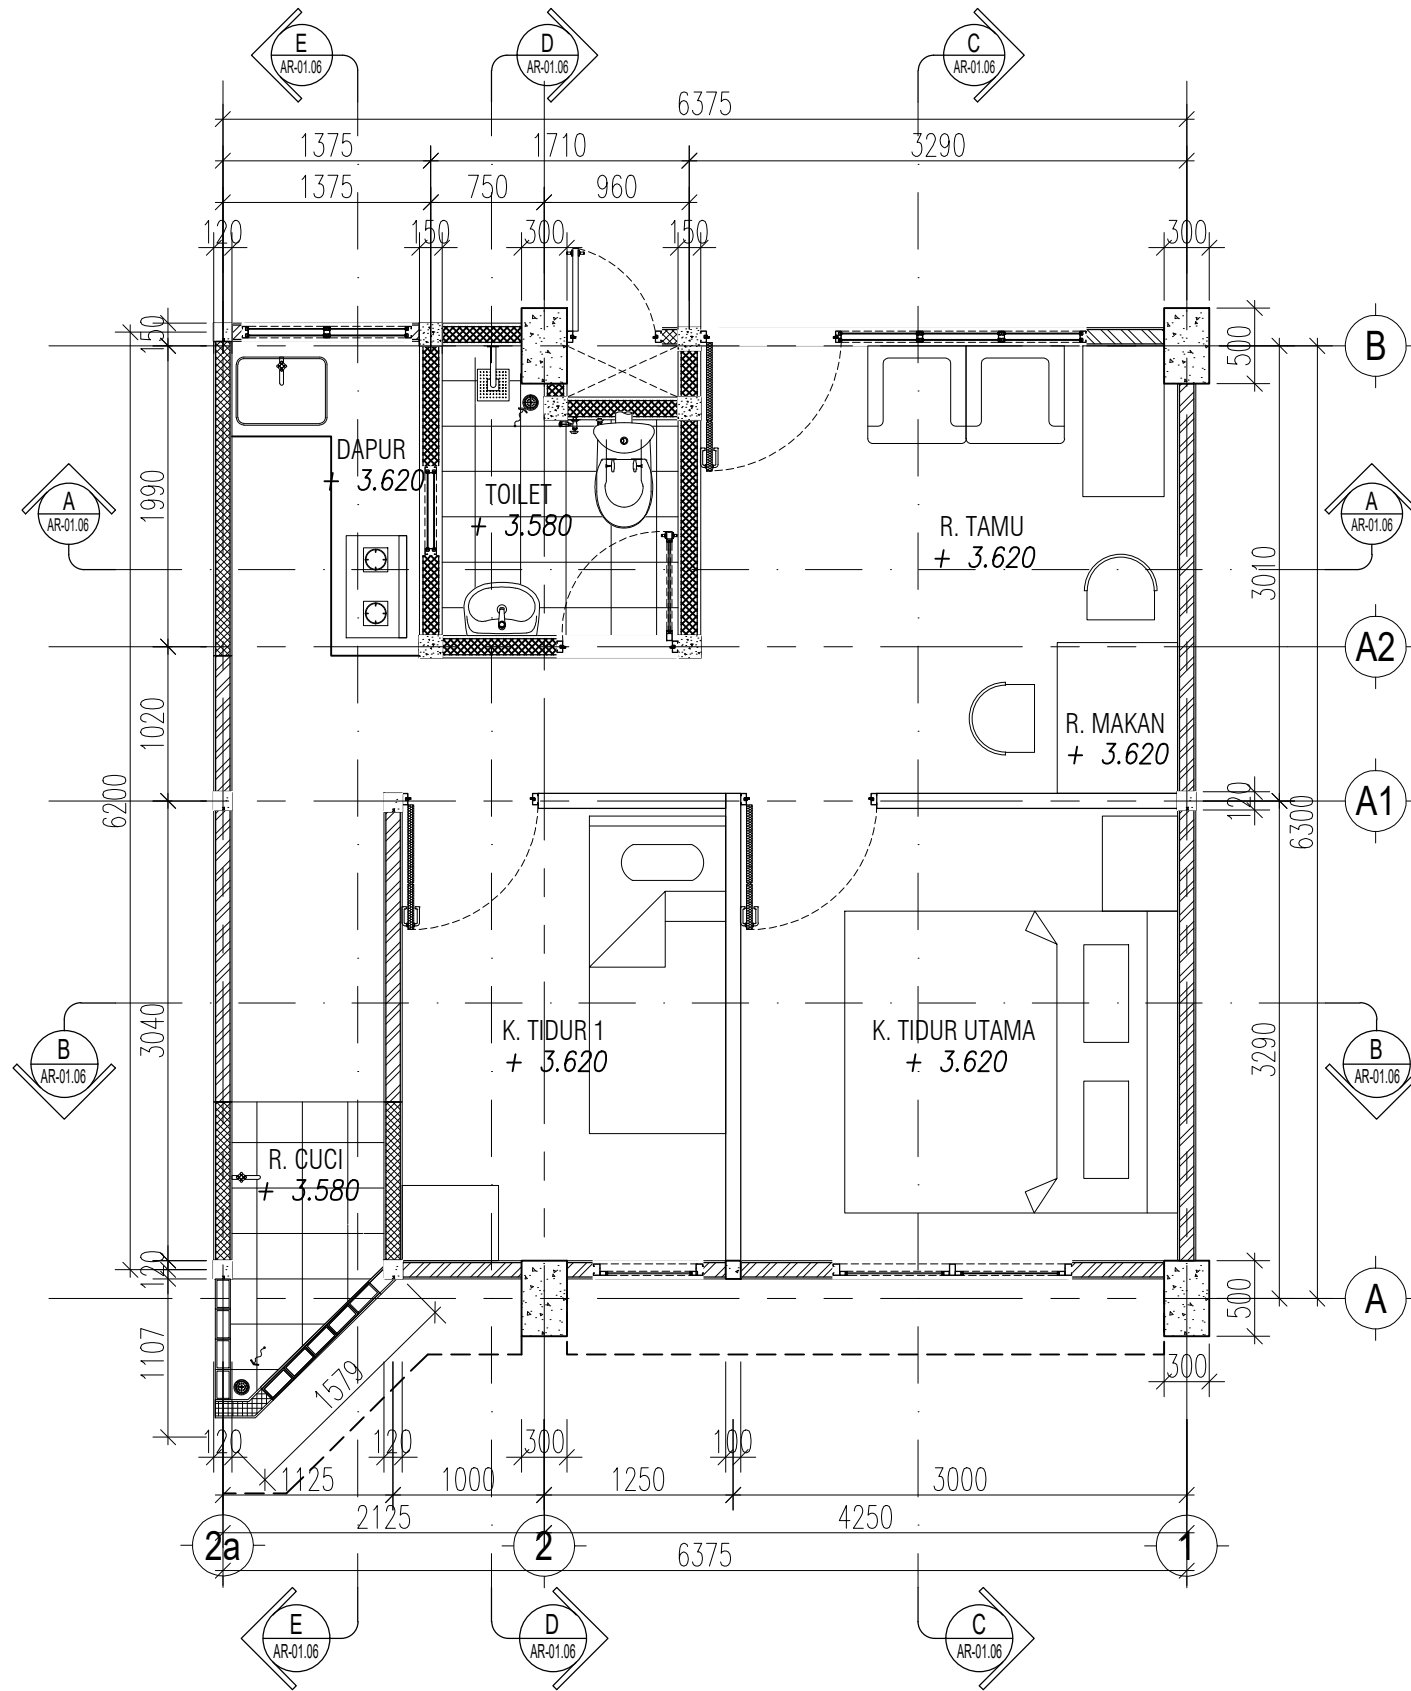 E
AR-01.06
D
AR-01.06
C
AR-01.06
6375
1375
1710
3290
1375
750
960
120
150
300
150
300
150
500
B
DAPUR
+ 3.620
TOILET
+ 3.580
R. TAMU
+ 3.620
A
AR-01.06
1990
A
AR-01.06
3010
A2
R. MAKAN
+ 3.620
1020
6200
120
A1
6300
K. TIDUR 1
+ 3.620
K. TIDUR UTAMA
+ 3.620
B
AR-01.06
3040
3290
B
AR-01.06
R. CUCI
+ 3.580
120
500
A
1107
1579
300
120
120
300
100
1125
1000
1250
3000
2125
4250
2a
2
1
6375
E
AR-01.06
D
AR-01.06
C
AR-01.06